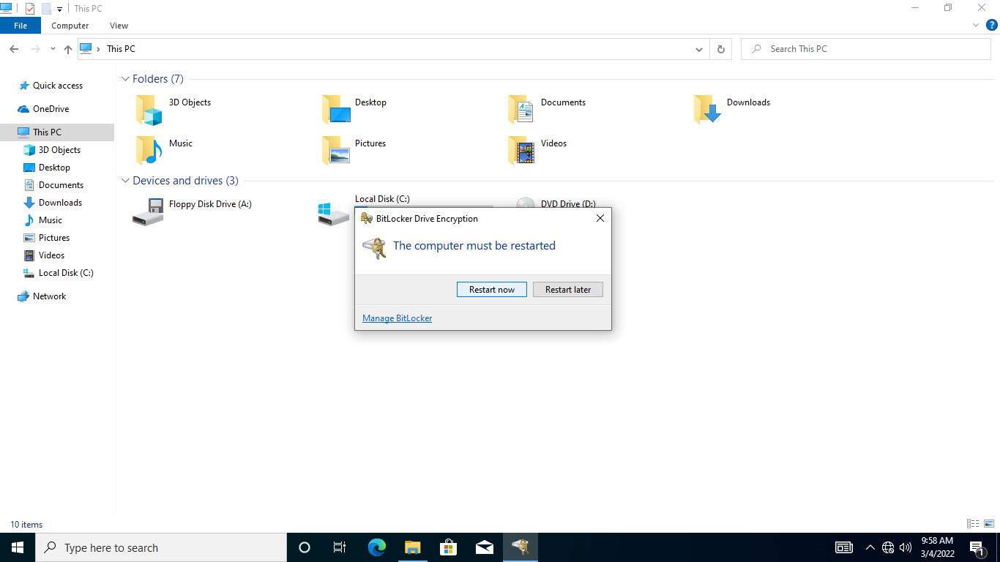 This PC
File
Computer
View
This PC
Search This PC
Quick access
OneDrive
This PC
3D Objects
Desktop
Documents
Downloads
Music
Pictures
Videos
Local Disk (C:)
Network
Folders (7)
3D Objects
Desktop
Documents
Downloads
Music
Pictures
Videos
Devices and drives (3)
Floppy Disk Drive (A:)
Local Disk (C:)
DVD Drive (D:)
BitLocker Drive Encryption
The computer must be restarted
Restart now
Restart later
Manage BitLocker
10 items
Type here to search
9:58 AM
3/4/2022
1